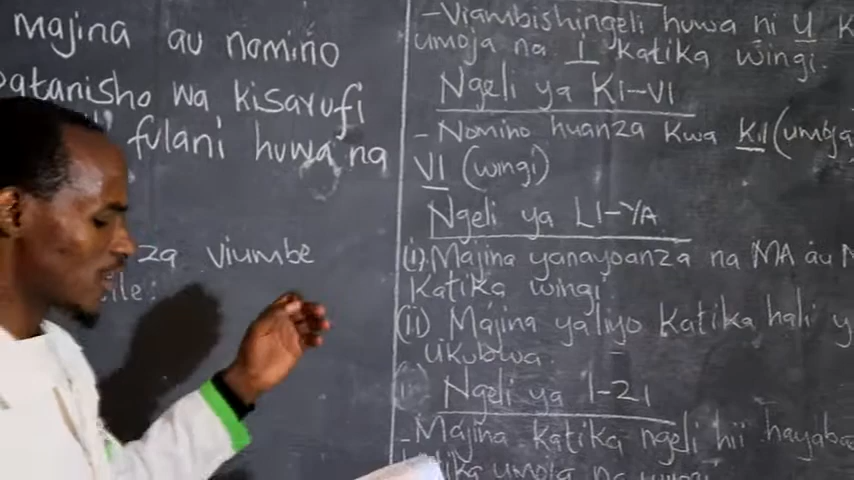 Majina au nomino
patanisho wa kisarufi
fulani huwa na
za viumbe
ile:
-Viambishingeli huwa ni U
umoja na i katika wingi.
Ngeli ya KI-VI
- Nomino huanza kwa kI (umoja
VI (wingi)
Ngeli ya LI-YA
(i) Majina yanayoanza na MA au
Katika wingi
(ii) Majina yaliyo katika hali ya
ukubwa
Ngeli ya I-ZI
- Majina katika ngeli hii
katika umoja na wingi